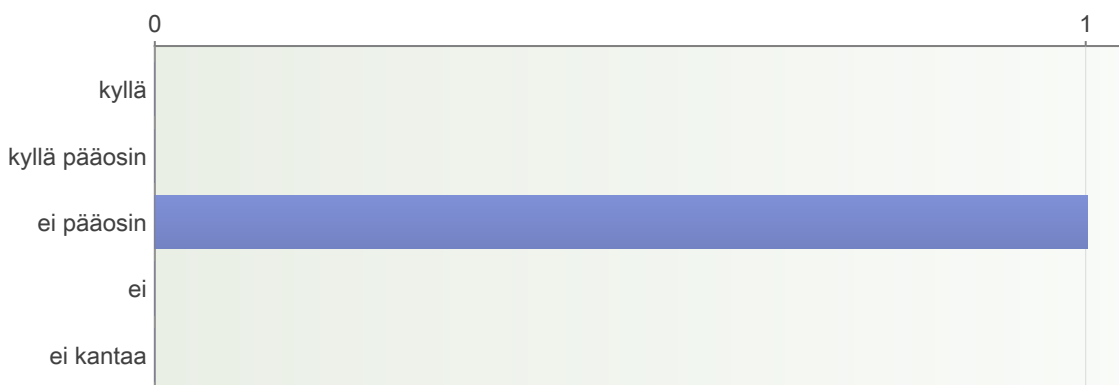 0 1
kyllä
kyllä pääosin
ei pääosin
ei
ei kantaa